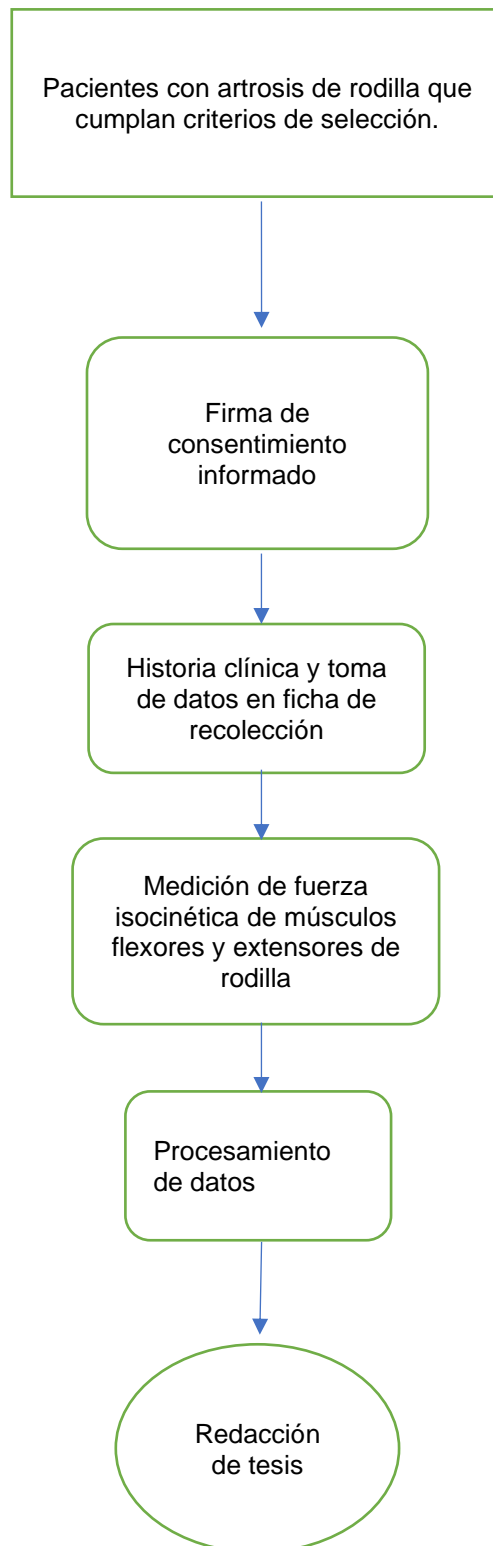 Pacientes con artrosis de rodilla que
cumplan criterios de selección.
Firma de
consentimiento
informado
Historia clínica y toma
de datos en ficha de
recolección
Medición de fuerza
isocinética de músculos
flexores y extensores de
rodilla
Procesamiento
de datos
Redacción
de tesis